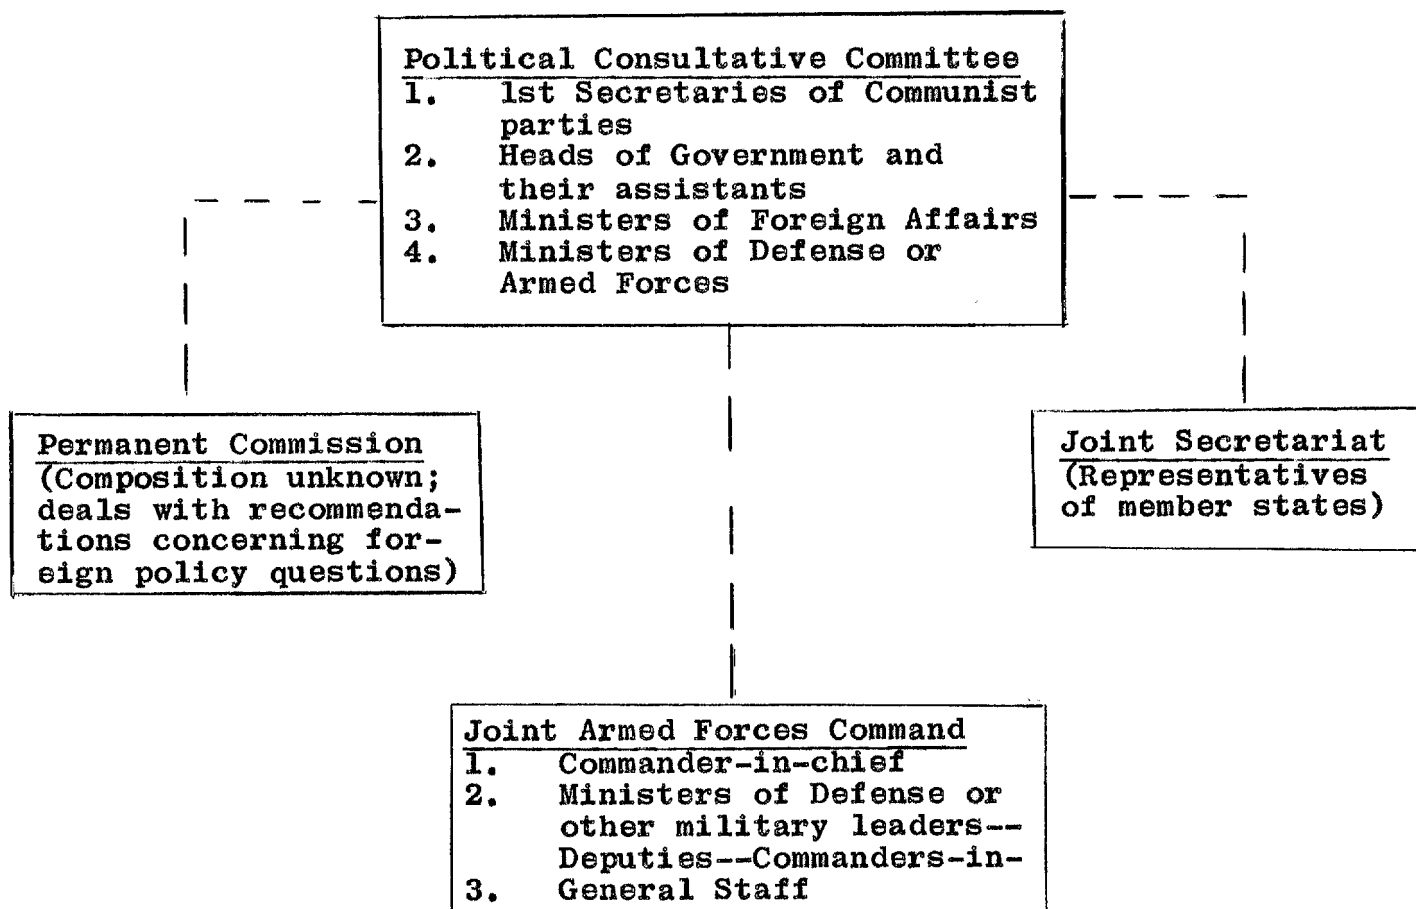 Political Consultative Committee
1. 1st Secretaries of Communist
parties
2. Heads of Government and
their assistants
3. Ministers of Foreign Affairs
4. Ministers of Defense or
Armed Forces
Permanent Commission
(Composition unknown;
deals with recommenda-
tions concerning for-
eign policy questions)
Joint Secretariat
(Representatives
of member states)
Joint Armed Forces Command
1. Commander-in-chief
2. Ministers of Defense or
other military leaders--
Deputies--Commanders-in-
3. General Staff